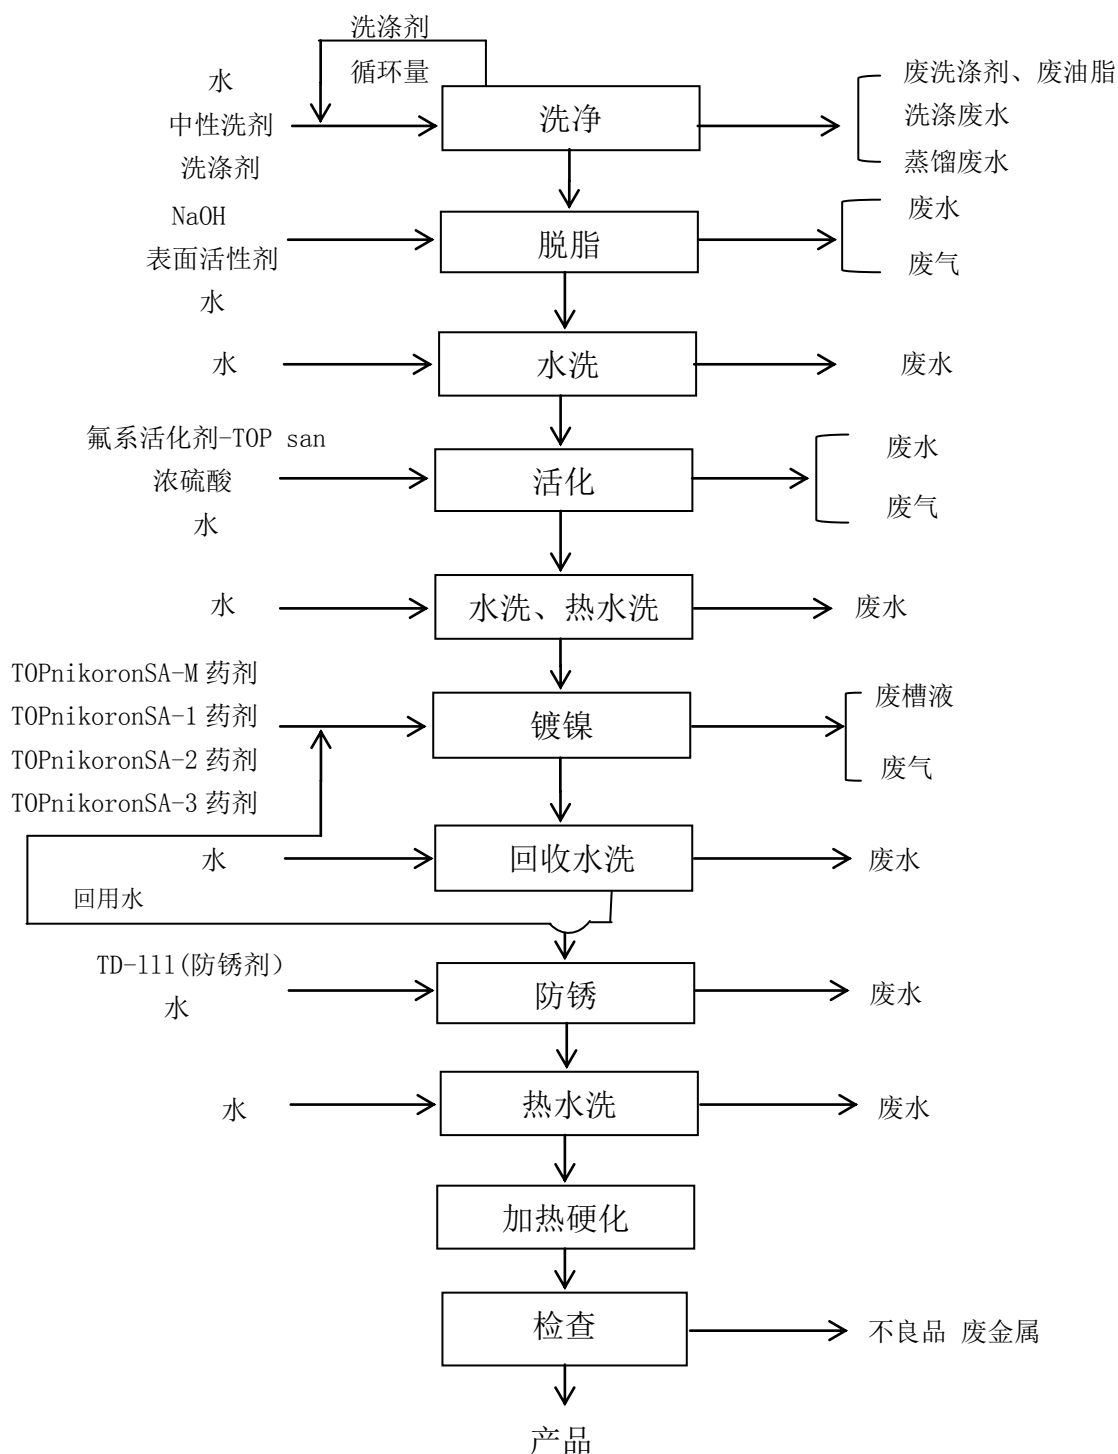 洗涤剂
循环量
水
中性洗剂
洗涤剂
洗净
废洗涤剂、废油脂
洗涤废水
蒸馏废水
NaOH
表面活性剂
水
脱脂
废水
废气
水
水洗
废水
氟系活化剂-TOP san
浓硫酸
水
活化
废水
废气
水
水洗、热水洗
废水
TOPnikoronSA-M 药剂
TOPnikoronSA-1 药剂
TOPnikoronSA-2 药剂
TOPnikoronSA-3 药剂
镀镍
废槽液
废气
水
回收水洗
废水
回用水
TD-111(防锈剂）
水
防锈
废水
水
热水洗
废水
加热硬化
检查
不良品 废金属
产品